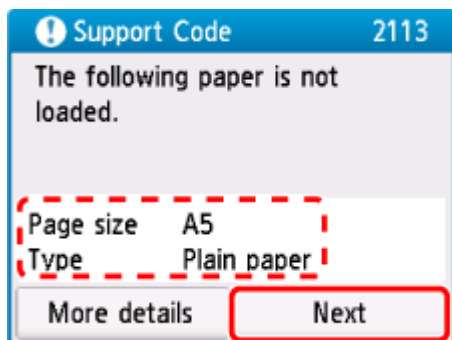 Support Code 2113
The following paper is not
loaded.
Page size A5
Type Plain paper
More details Next